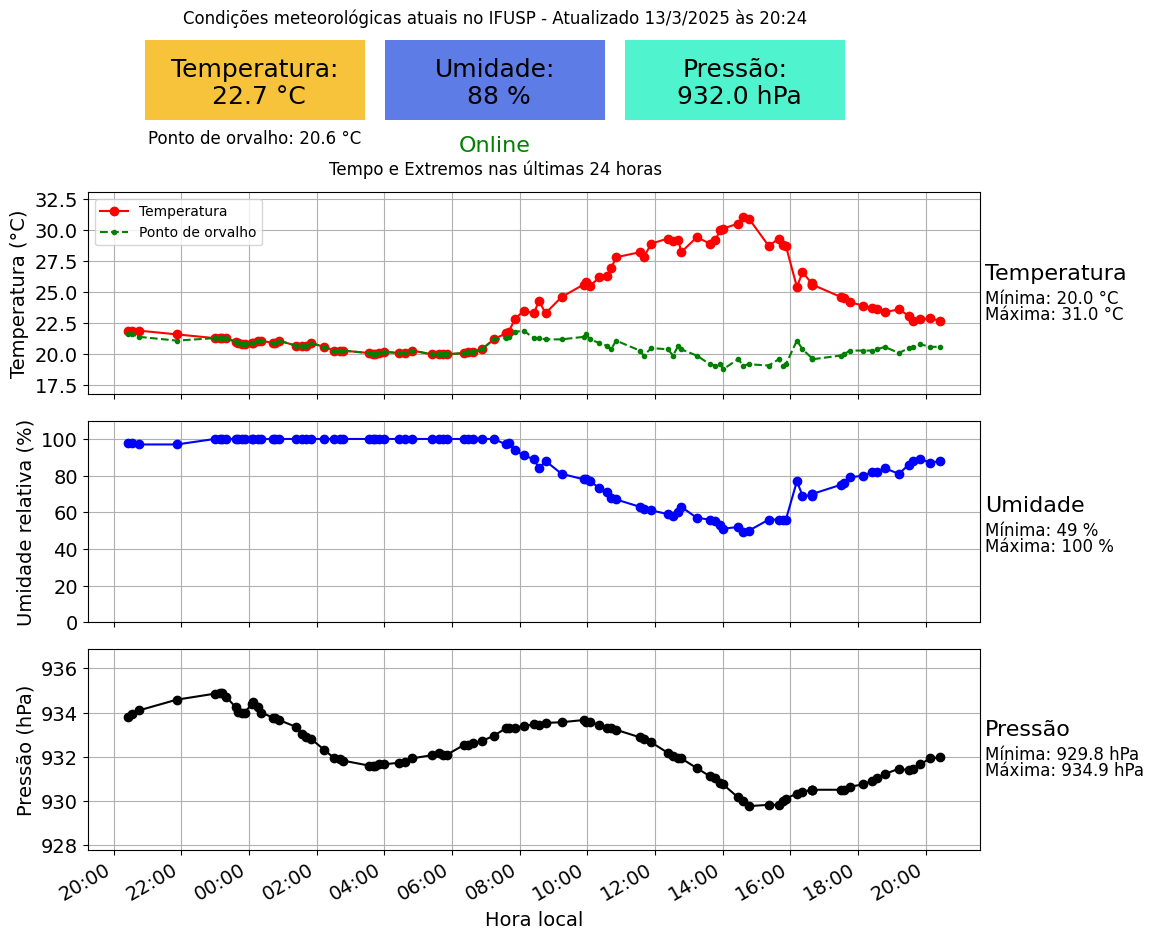 Condições meteorológicas atuais no IFUSP - Atualizado 13/3/2025 às 20:24
Temperatura:
22.7 °C
Umidade:
88 %
Pressão:
932.0 hPa
Ponto de orvalho: 20.6 °C
Online
Tempo e Extremos nas últimas 24 horas
Temperatura (°C)
32.5
30.0
27.5
25.0
22.5
20.0
17.5
Temperatura
Ponto de orvalho
Temperatura
Mínima: 20.0 °C
Máxima: 31.0 °C
Umidade relativa (%)
100
80
60
40
20
0
Umidade
Mínima: 49 %
Máxima: 100 %
Pressão (hPa)
936
934
932
930
928
Pressão
Mínima: 929.8 hPa
Máxima: 934.9 hPa
20:00 22:00 00:00 02:00 04:00 06:00 08:00 10:00 12:00 14:00 16:00 18:00 20:00
Hora local